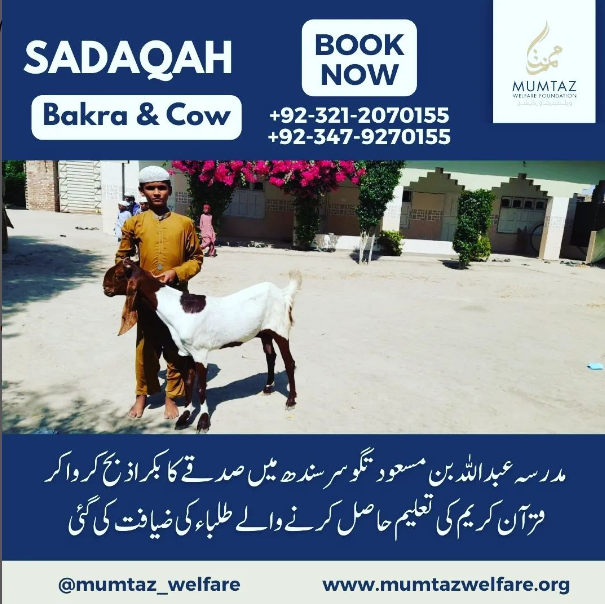 SADAQAH
Bakra & Cow
BOOK
NOW
+92-321-2070155
+92-347-9270155
MUMTAZ
WELFARE FOUNDATION
مدرسہ عبداللہ بن مسعود تگو سر سندھ میں صدقے کا بکرا ذبح کروا کر
قرآن کریم کی تعلیم حاصل کرنے والے طلباء کی ضیافت کی گئی
@mumtaz_welfare
www.mumtazwelfare.org